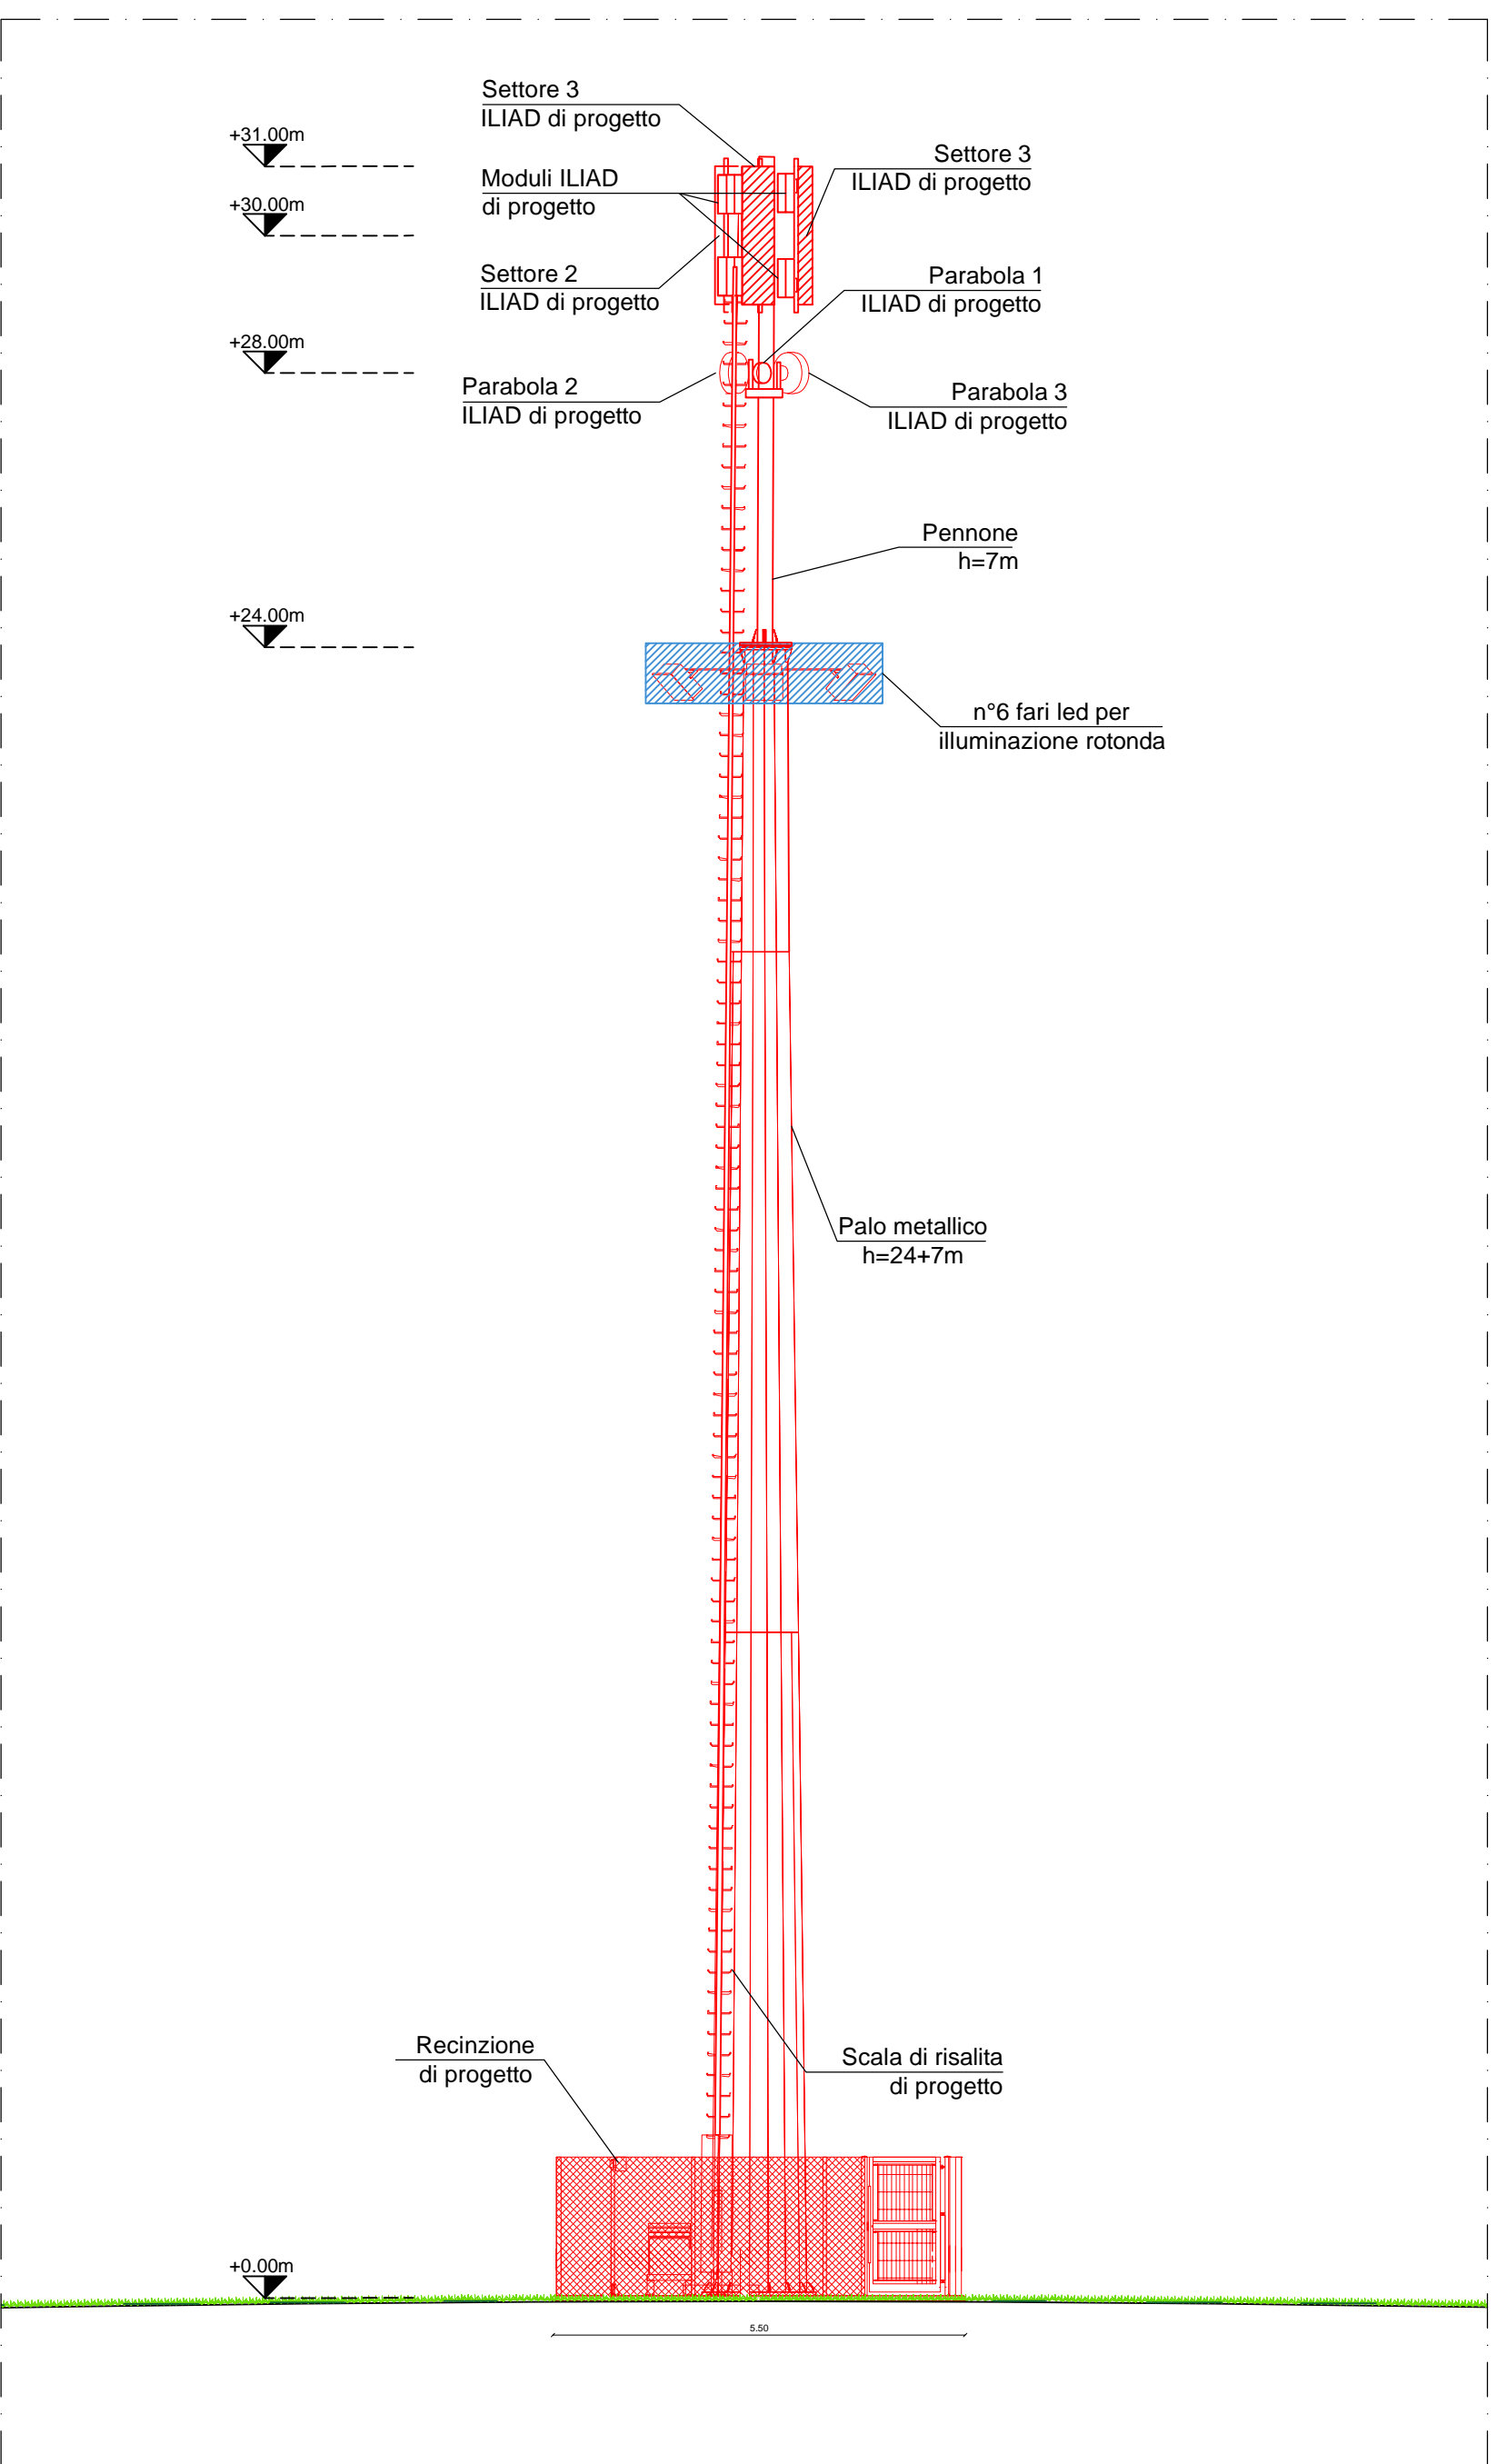 Settore 3
ILIAD di progetto
+31.00m
Settore 3
ILIAD di progetto
Moduli ILIAD
di progetto
+30.00m
Settore 2
ILIAD di progetto
Parabola 1
ILIAD di progetto
+28.00m
Parabola 2
ILIAD di progetto
Parabola 3
ILIAD di progetto
Pennone
h=7m
+24.00m
n°6 fari led per
illuminazione rotonda
Palo metallico
h=24+7m
Recinzione
di progetto
Scala di risalita
di progetto
+0.00m
5.50